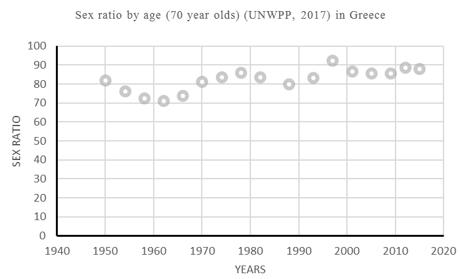 Sex ratio by age (70 year olds) (UNWPP, 2017) in Greece
100
90
80
70
60
50
40
30
20
10
0
SEX RATIO
1940 1950 1960 1970 1980 1990 2000 2010 2020
YEARS